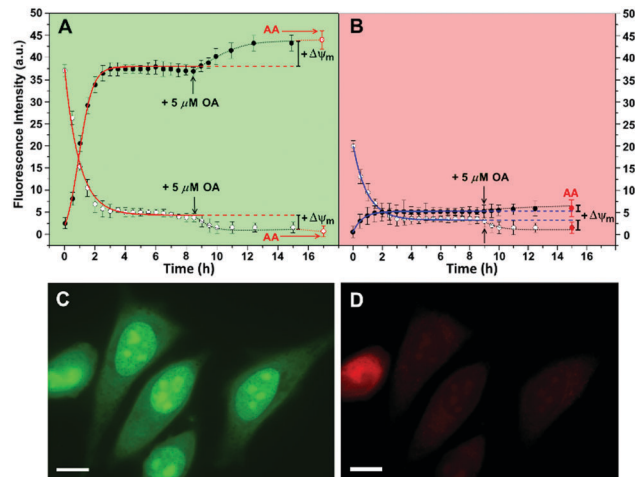 A
B
AA
AA
+ Δψm
+ 5 μM OA
+ 5 μM OA
+ Δψm
AA
+ 5 μM OA
AA
+ Δψm
Fluorescence Intensity (a.u.)
50
45
40
35
30
25
20
15
10
5
0
50
45
40
35
30
25
20
15
10
5
0
0 2 4 6 8 10 12 14 16
0 2 4 6 8 10 12 14 16
Time (h)
Time (h)
C
D